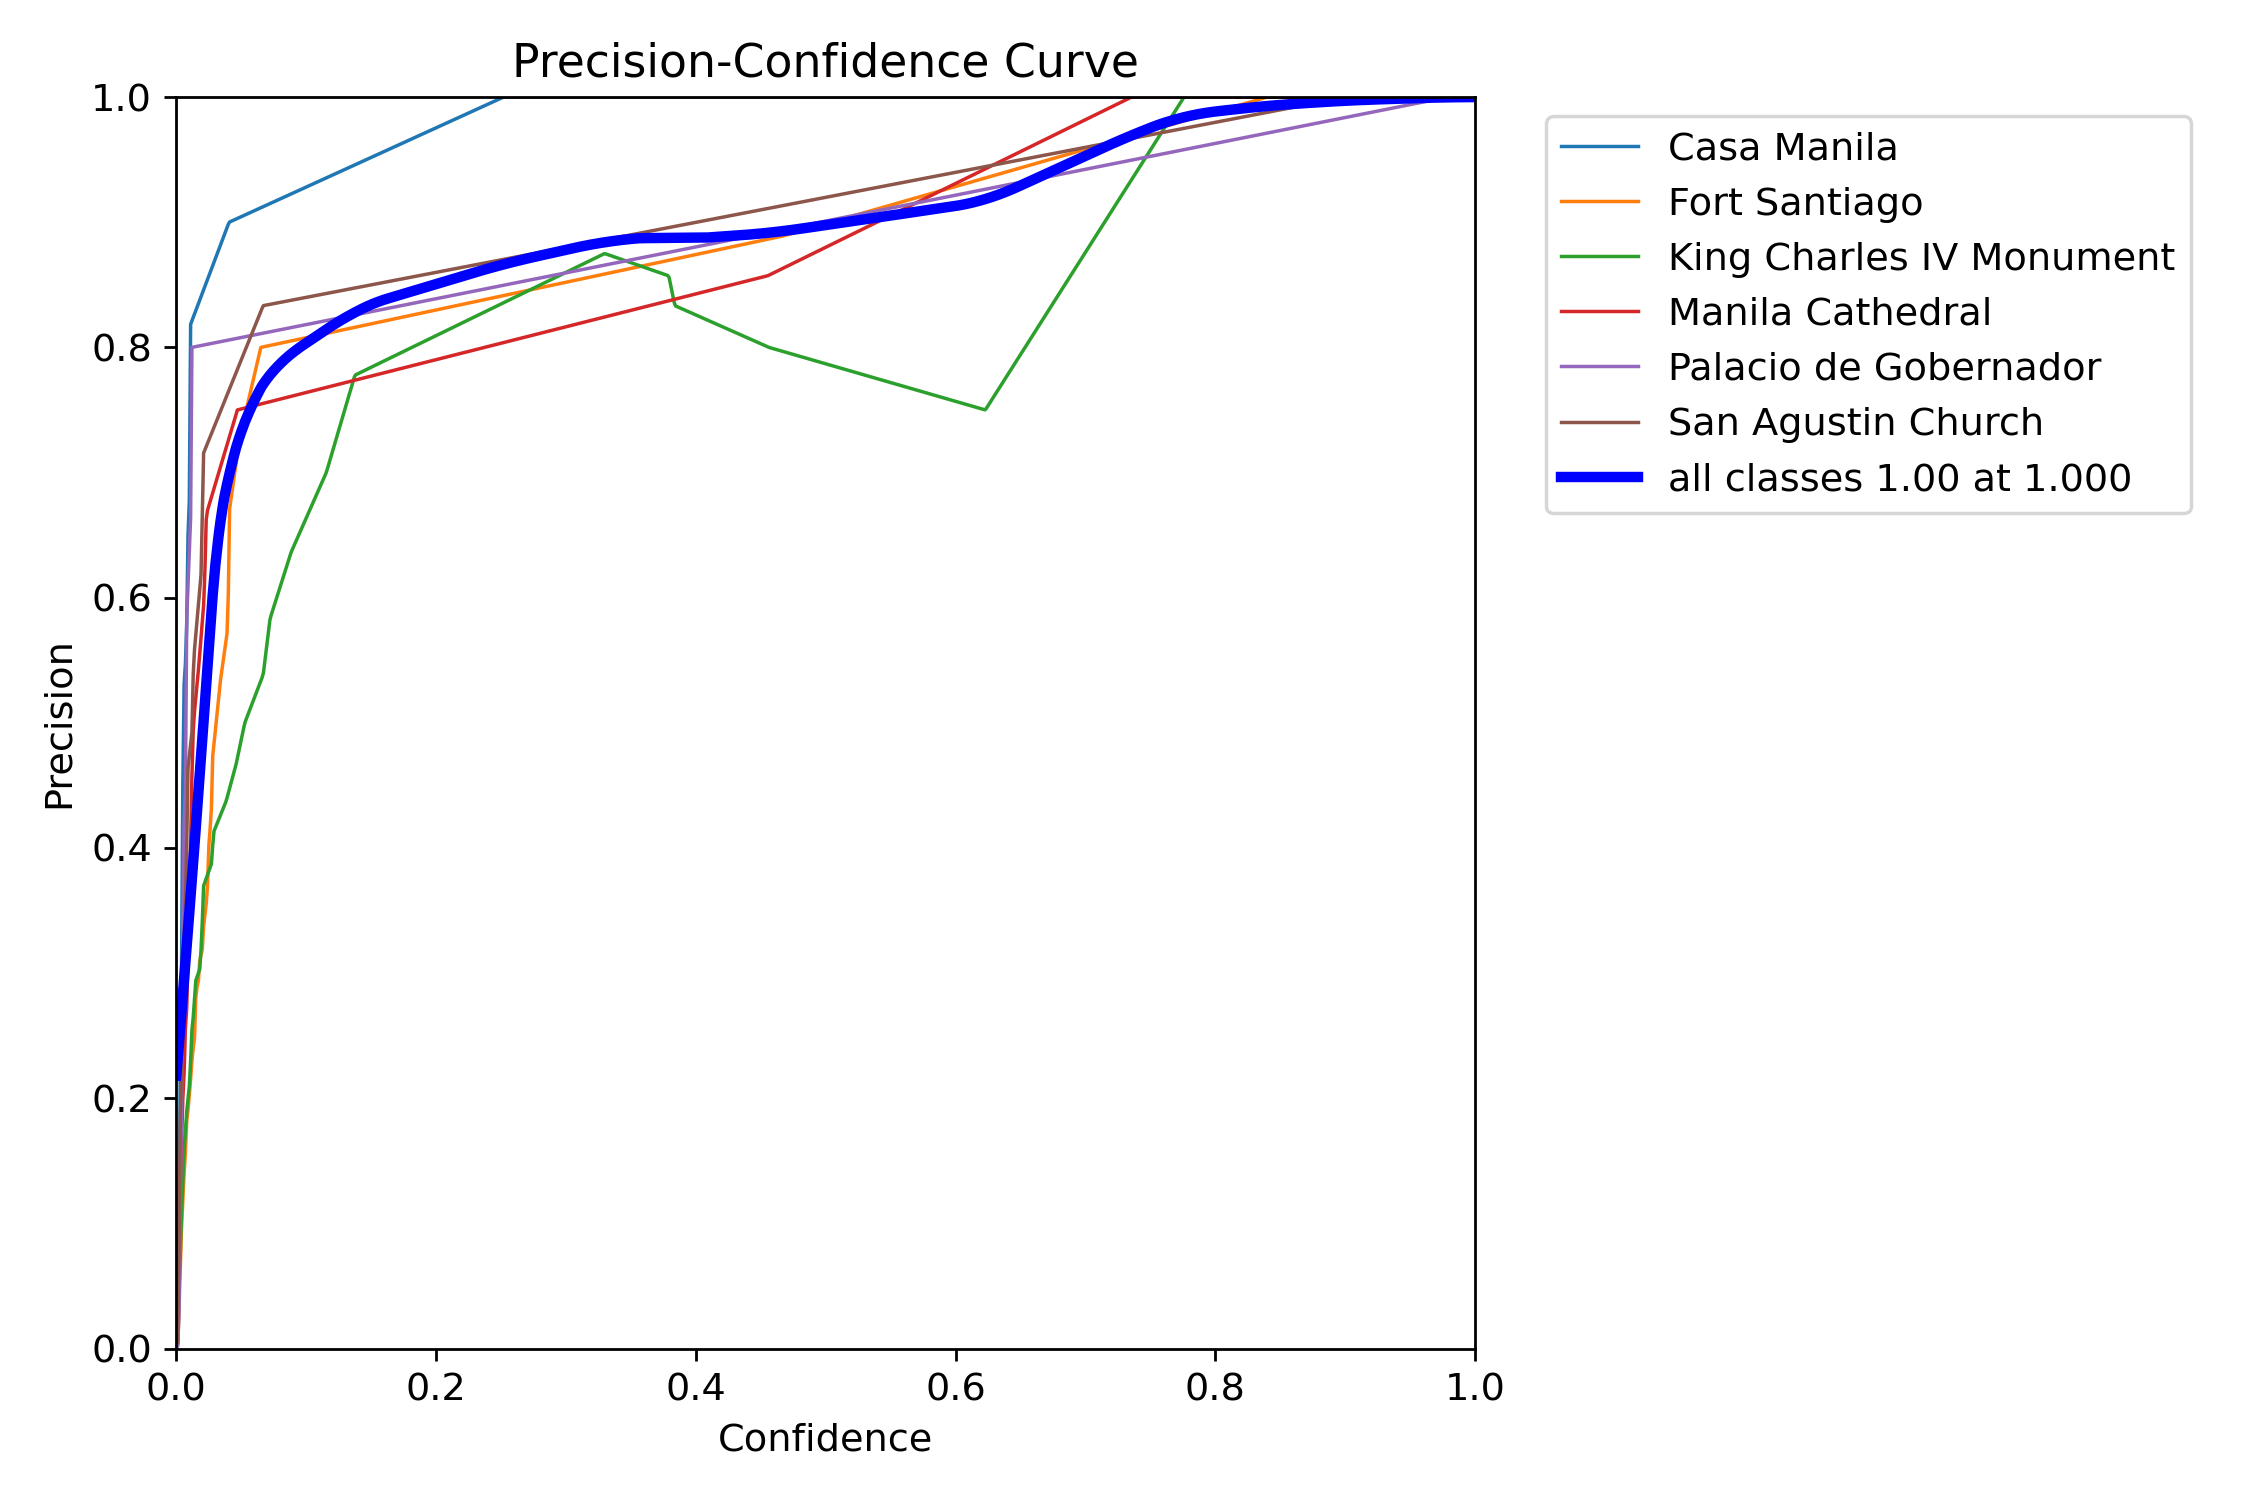 Precision-Confidence Curve
1.0
0.8
0.6
0.4
0.2
0.0
Precision
0.0 0.2 0.4 0.6 0.8 1.0
Confidence
Casa Manila
Fort Santiago
King Charles IV Monument
Manila Cathedral
Palacio de Gobernador
San Agustin Church
all classes 1.00 at 1.000